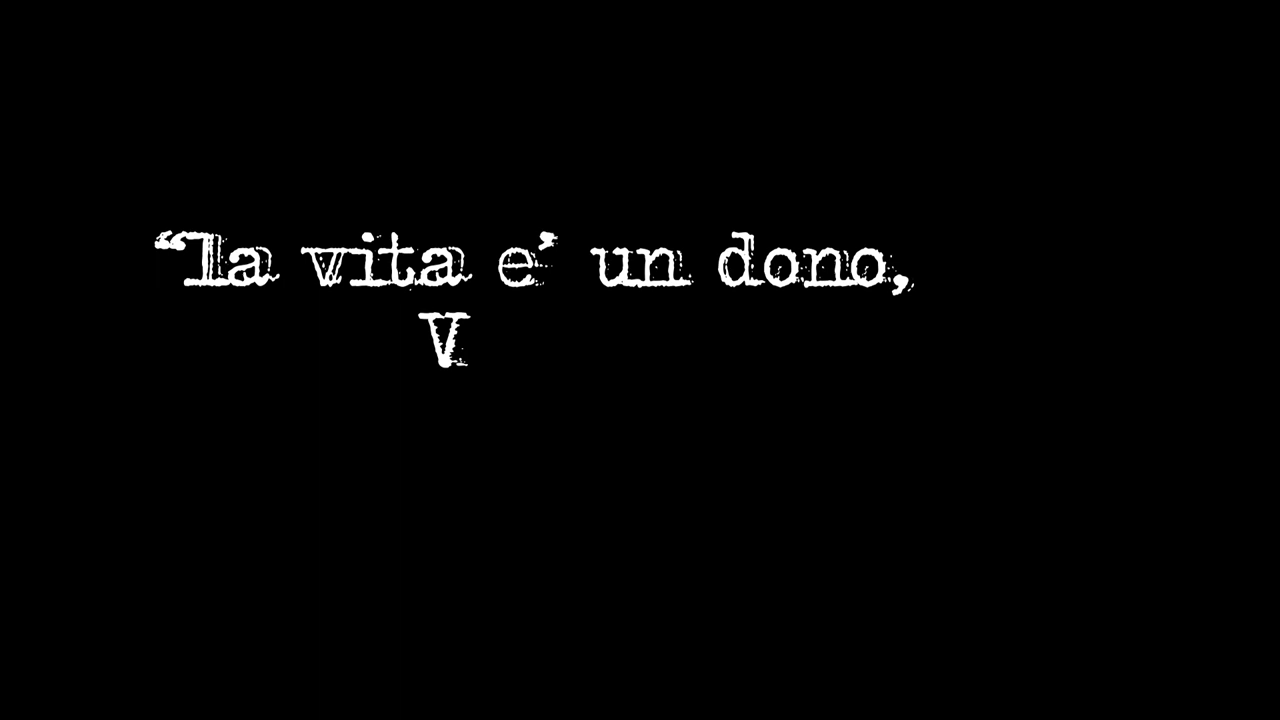 “la vita e’ un dono,
v